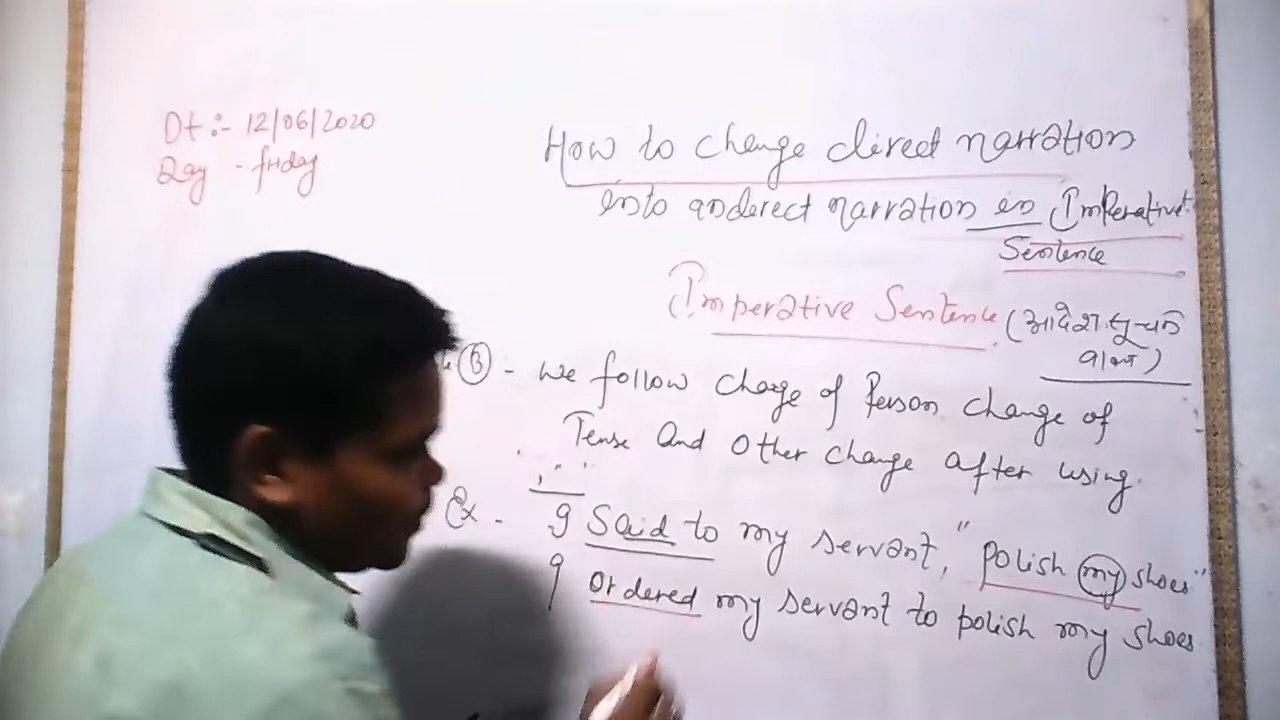 Dt :- 12/06/2020
Day - friday
How to change direct narration
into indirect narration in Imperative
Sentence
Imperative Sentence (आदेश सूचक
वाक्य)
B - We follow change of Person change of
Tense and Other change after using
" , "
Ex - I Said to my servant, "polish my shoes"
I Ordered my servant to polish my shoes